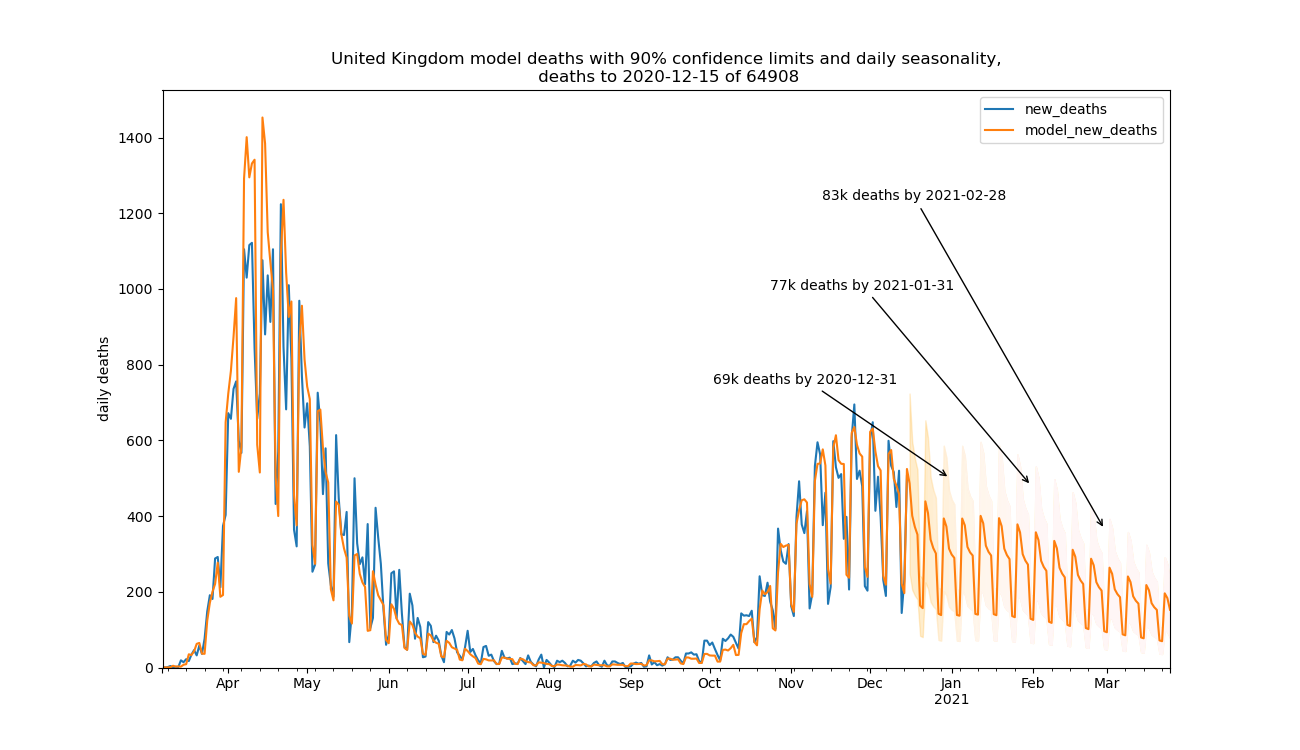 United Kingdom model deaths with 90% confidence limits and daily seasonality,
deaths to 2020-12-15 of 64908
new_deaths
model_new_deaths
83k deaths by 2021-02-28
77k deaths by 2021-01-31
69k deaths by 2020-12-31
daily deaths
1400
1200
1000
800
600
400
200
0
Apr May Jun Jul Aug Sep Oct Nov Dec Jan Feb Mar
2021